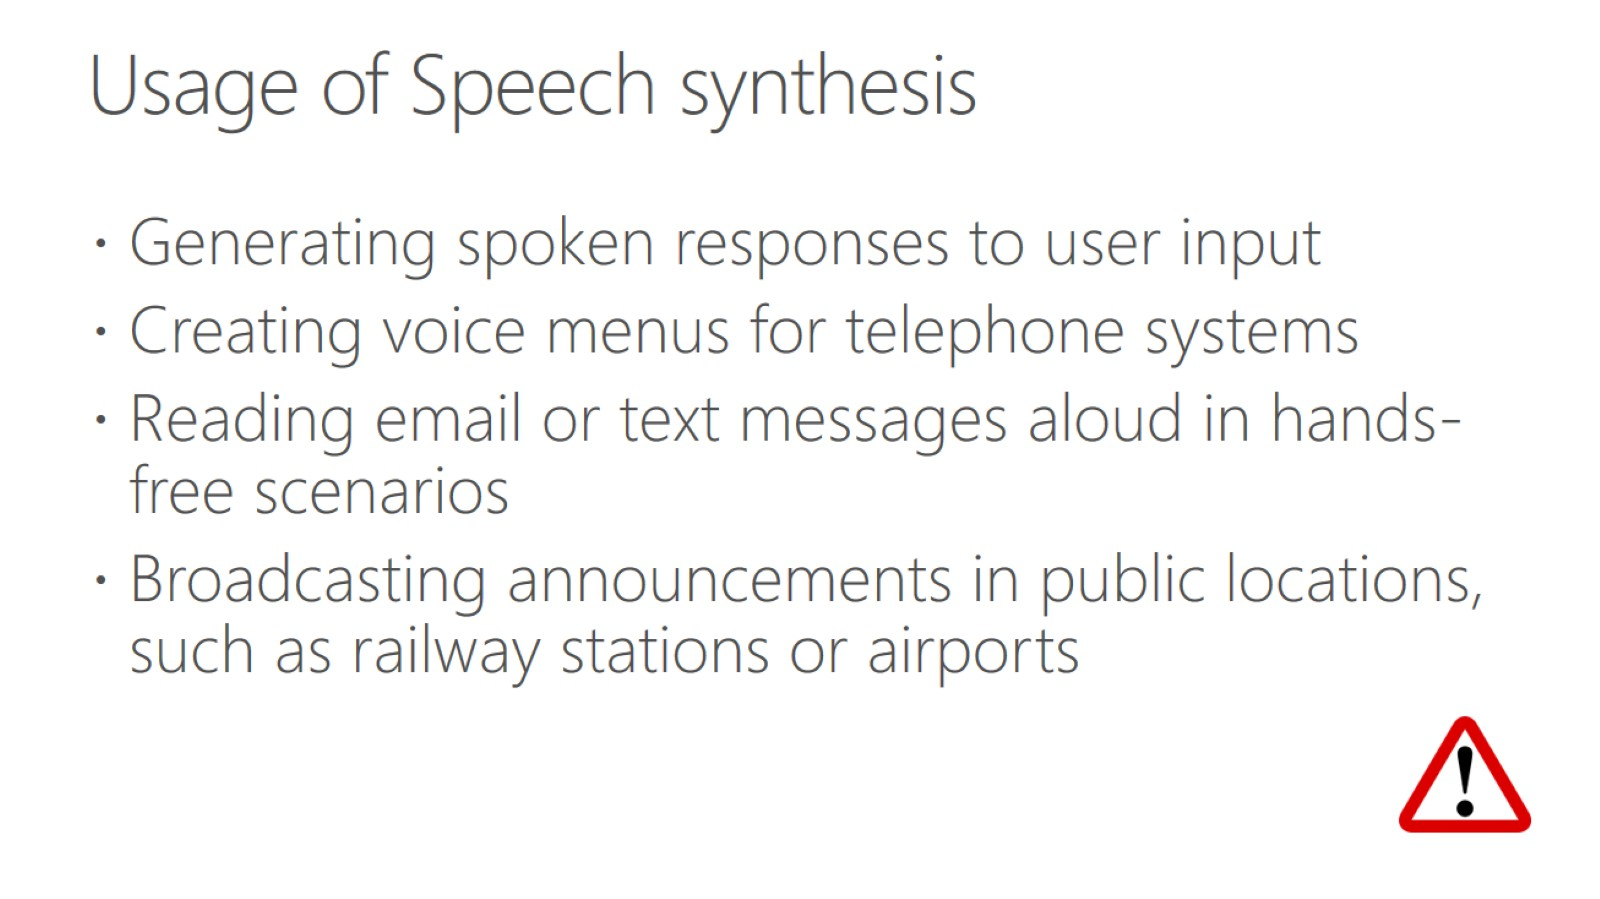 Usage of Speech synthesis
· Generating spoken responses to user input
· Creating voice menus for telephone systems
· Reading email or text messages aloud in hands-
free scenarios
· Broadcasting announcements in public locations,
such as railway stations or airports